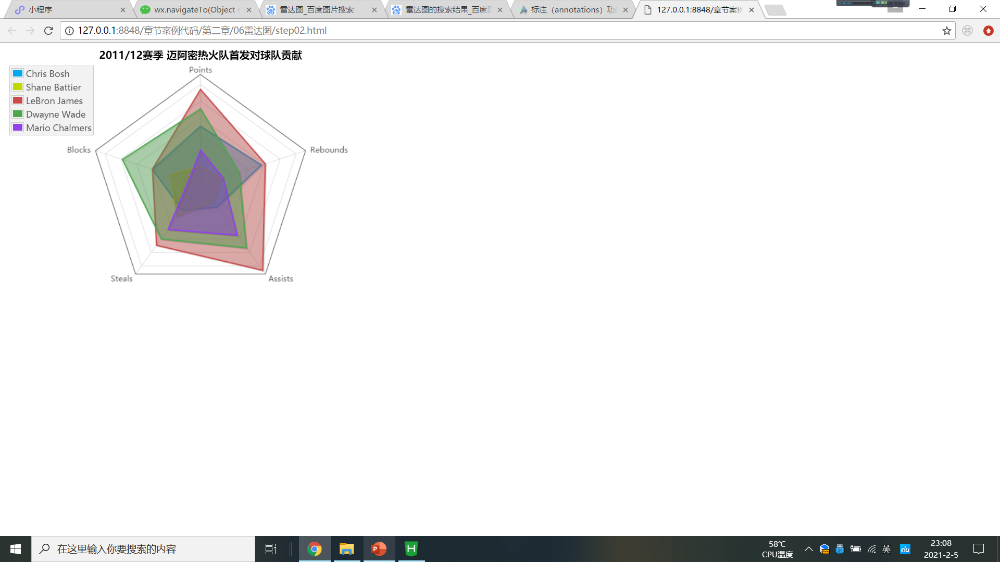 小程序
wx.navigateTo(Object
雷达图_百度图片搜索
雷达图的搜索结果_百度
标注（annotations）功
127.0.0.1:8848/章节案
127.0.0.1:8848/章节案例代码/第二章/06雷达图/step02.html
2011/12赛季 迈阿密热火队首发对球队贡献
Chris Bosh
Shane Battier
LeBron James
Dwayne Wade
Mario Chalmers
Points
Blocks
Rebounds
Steals
Assists
在这里输入你要搜索的内容
P
H
58℃
CPU温度
英
du
23:08
2021-2-5